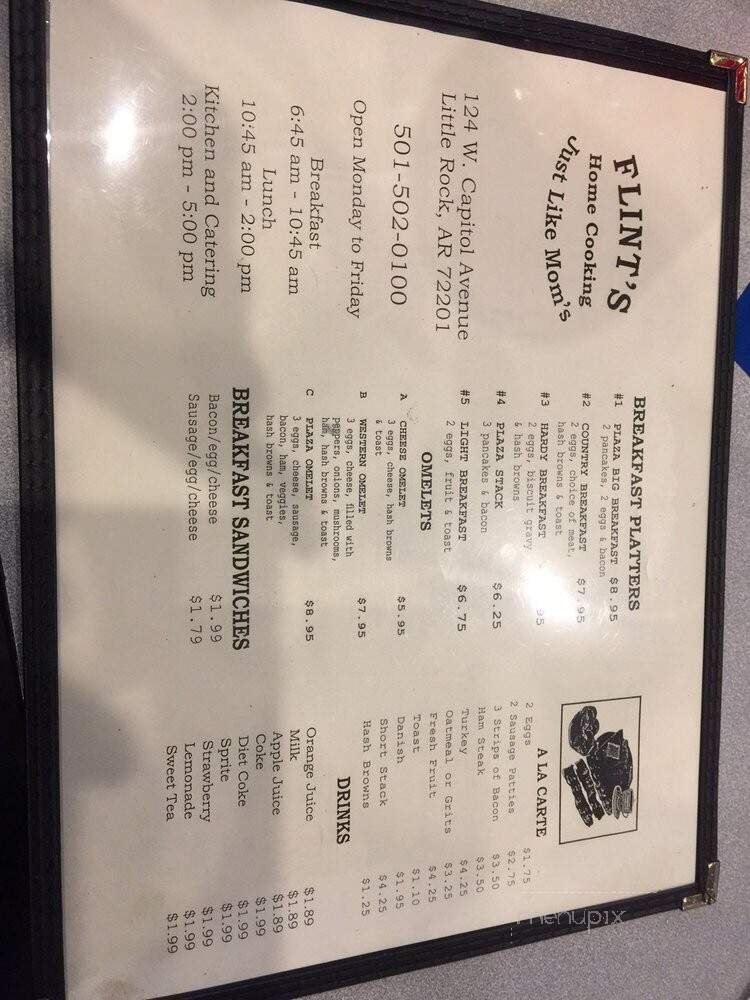 FLINT'S
Home Cooking
Just Like Mom's
124 W. Capitol Avenue
Little Rock, AR 72201
501-502-0100
Open Monday to Friday
Breakfast
6:45 am - 10:45 am
Lunch
10:45 am - 2:00 pm
Kitchen and Catering
2:00 pm - 5:00 pm
BREAKFAST PLATTERS
#1 PLAZA BIG BREAKFAST $8.95
2 pancakes, 2 eggs & bacon
#2 COUNTRY BREAKFAST $7.95
2 eggs, choice of meat,
hash browns & toast
#3 HARDY BREAKFAST 95
2 eggs, biscuit gravy
& hash browns
#4 PLAZA STACK $6.25
3 pancakes & bacon
#5 LIGHT BREAKFAST $6.75
2 eggs, fruit & toast
OMELETS
A CHEESE OMELET $5.95
3 eggs, cheese, hash browns
& toast
B WESTERN OMELET $7.95
3 eggs, cheese, filled with
peppers, onions, mushrooms,
ham, hash browns & toast
C PLAZA OMELET $8.95
3 eggs, cheese, sausage,
bacon, ham, veggies,
hash browns & toast
BREAKFAST SANDWICHES
Bacon/egg/cheese $1.99
Sausage/egg/cheese $1.79
A LA CARTE
2 Eggs $1.75
2 Sausage Patties $2.75
3 Strips of Bacon $3.50
Ham Steak $3.50
Turkey $4.25
Oatmeal or Grits $3.25
Fresh Fruit $4.25
Toast $1.10
Danish $1.95
Short Stack $4.25
Hash Browns $1.25
DRINKS
Orange Juice $1.89
Milk $1.89
Apple Juice $1.89
Coke $1.99
Diet Coke $1.99
Sprite $1.99
Strawberry
Lemonade $1.99
Sweet Tea $1.99
menupix